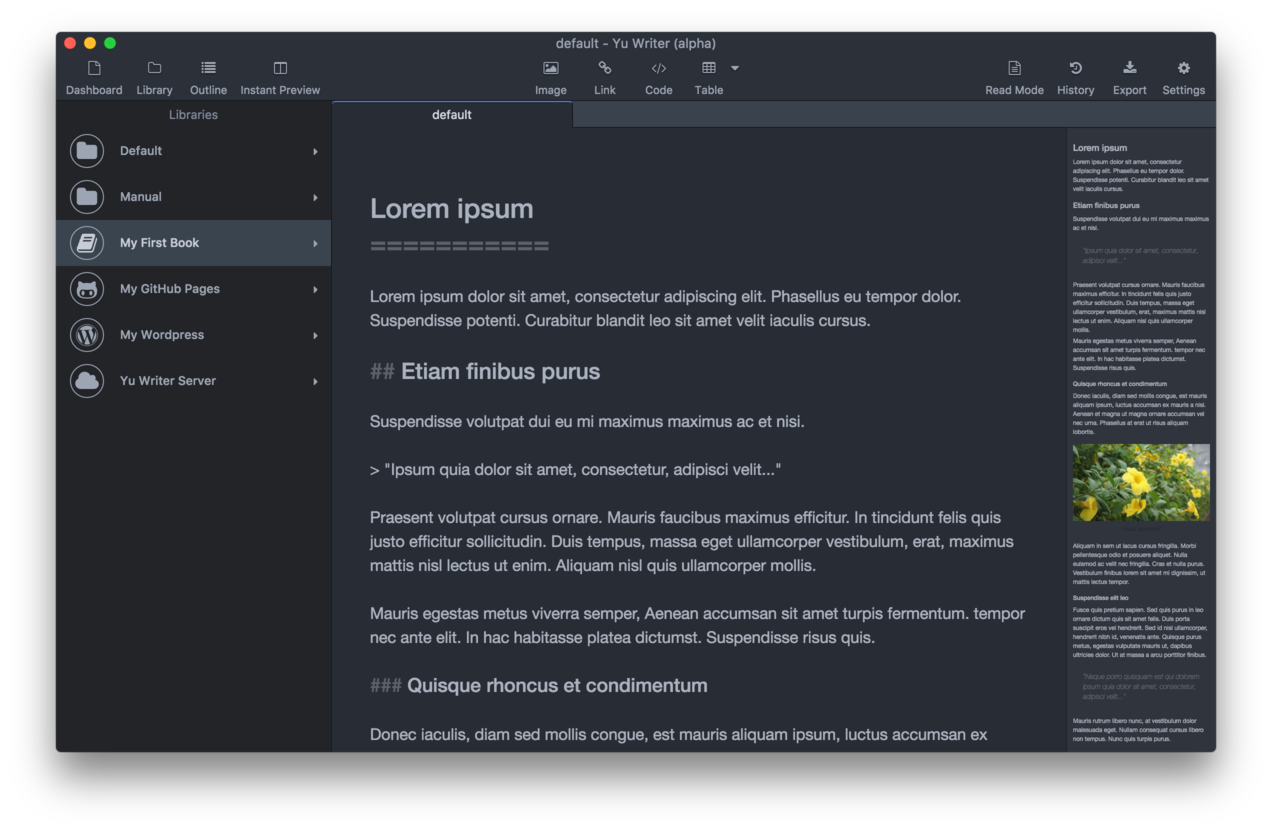 default - Yu Writer (alpha)
Dashboard Library Outline Instant Preview Image Link Code Table Read Mode History Export Settings
Libraries
Default
Manual
My First Book
My GitHub Pages
My Wordpress
Yu Writer Server
default
Lorem ipsum
===========
Lorem ipsum dolor sit amet, consectetur adipiscing elit. Phasellus eu tempor dolor.
Suspendisse potenti. Curabitur blandit leo sit amet velit iaculis cursus.
## Etiam finibus purus
Suspendisse volutpat dui eu mi maximus maximus ac et nisi.
> "Ipsum quia dolor sit amet, consectetur, adipisci velit..."
Praesent volutpat cursus ornare. Mauris faucibus maximus efficitur. In tincidunt felis quis
justo efficitur sollicitudin. Duis tempus, massa eget ullamcorper vestibulum, erat, maximus
mattis nisl lectus ut enim. Aliquam nisl quis ullamcorper mollis.
Mauris egestas metus viverra semper, Aenean accumsan sit amet turpis fermentum. tempor
nec ante elit. In hac habitasse platea dictumst. Suspendisse risus quis.
### Quisque rhoncus et condimentum
Donec iaculis, diam sed mollis congue, est mauris aliquam ipsum, luctus accumsan ex
Lorem ipsum
Lorem ipsum dolor sit amet, consectetur
adipiscing elit. Phasellus eu tempor dolor.
Suspendisse potenti. Curabitur blandit leo sit amet
velit iaculis cursus.
Etiam finibus purus
Suspendisse volutpat dui eu mi maximus maximus
ac et nisi.
"Ipsum quia dolor sit amet, consectetur,
adipisci velit..."
Praesent volutpat cursus ornare. Mauris faucibus
maximus efficitur. In tincidunt felis quis justo
efficitur sollicitudin. Duis tempus, massa eget
ullamcorper vestibulum, erat, maximus mattis nisl
lectus ut enim. Aliquam nisl quis ullamcorper
mollis.
Mauris egestas metus viverra semper, Aenean
accumsan sit amet turpis fermentum. tempor nec
ante elit. In hac habitasse platea dictumst.
Suspendisse risus quis.
Quisque rhoncus et condimentum
Donec iaculis, diam sed mollis congue, est mauris
aliquam ipsum, luctus accumsan ex mauris a nisi.
Aenean et magna ut magna ornare accumsan vel
nec urna. Phasellus at erat ut risus aliquam
lobortis.
Aliquam in sem ut lacus cursus fringilla. Morbi
pellentesque odio et posuere aliquet. Nulla
euismod ac velit nec fringilla. Cras et nulla purus.
Vestibulum finibus lorem sit amet mi dignissim, ut
mattis lectus tempor.
Suspendisse elit leo
Fusce quis pretium sapien. Sed quis purus in leo
ornare dictum quis sit amet felis. Duis porta
suscipit eros vel hendrerit. Sed id nisi ullamcorper,
hendrerit nibh id, venenatis ante. Quisque purus
metus, egestas vulputate mauris ut, dapibus
ultricies dolor. Ut at massa a arcu porttitor finibus.
"Neque porro quisquam est qui dolorem
ipsum quia dolor sit amet, consectetur,
adipisci velit..."
Mauris rutrum libero nunc, at vestibulum dolor
malesuada eget. Nullam consequat cursus libero
non tempus. Nunc quis turpis purus.